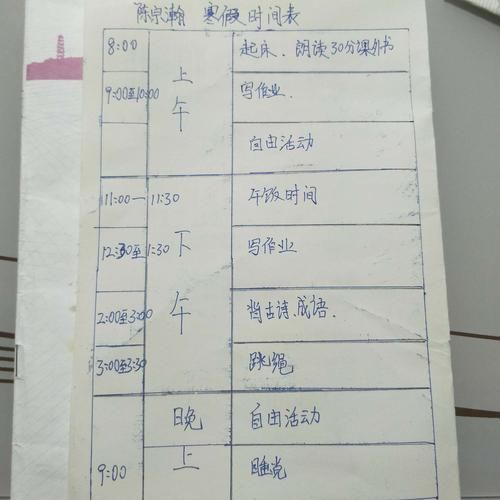 陈宗瀚 寒假时间表
8:00 起床、朗读30分课外书
上
9:00至10:00 写作业.
午
自由活动
11:00—11:30 午饭时间
12:30至1:30 下 写作业
2:00至3:00 午 背古诗、成语
3:00至3:30 跳绳
日免 自由活动
9:00 上 睡觉